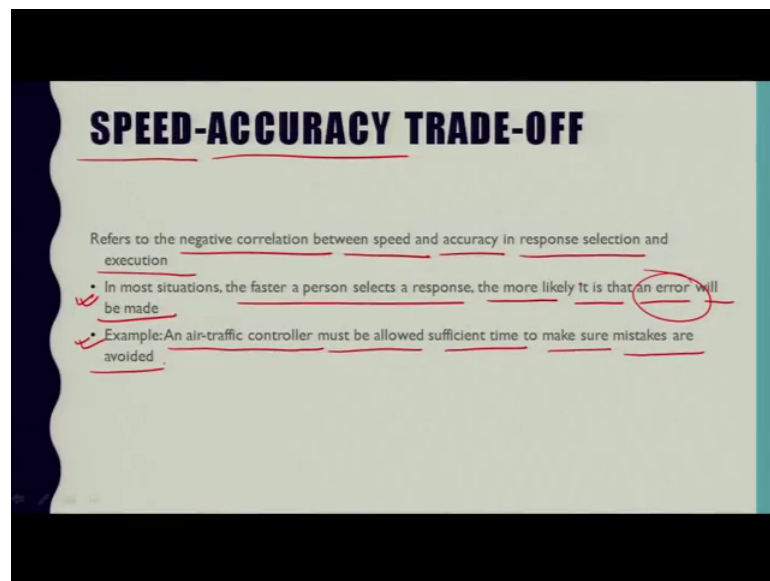 SPEED-ACCURACY TRADE-OFF
Refers to the negative correlation between speed and accuracy in response selection and
execution
• In most situations, the faster a person selects a response, the more likely it is that an error will
be made
• Example: An air-traffic controller must be allowed sufficient time to make sure mistakes are
avoided